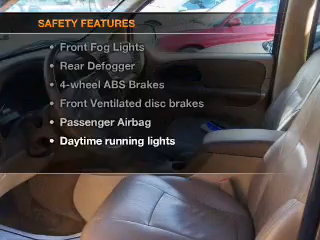 SAFETY FEATURES
• Front Fog Lights
• Rear Defogger
• 4-wheel ABS Brakes
• Front Ventilated disc brakes
• Passenger Airbag
• Daytime running lights